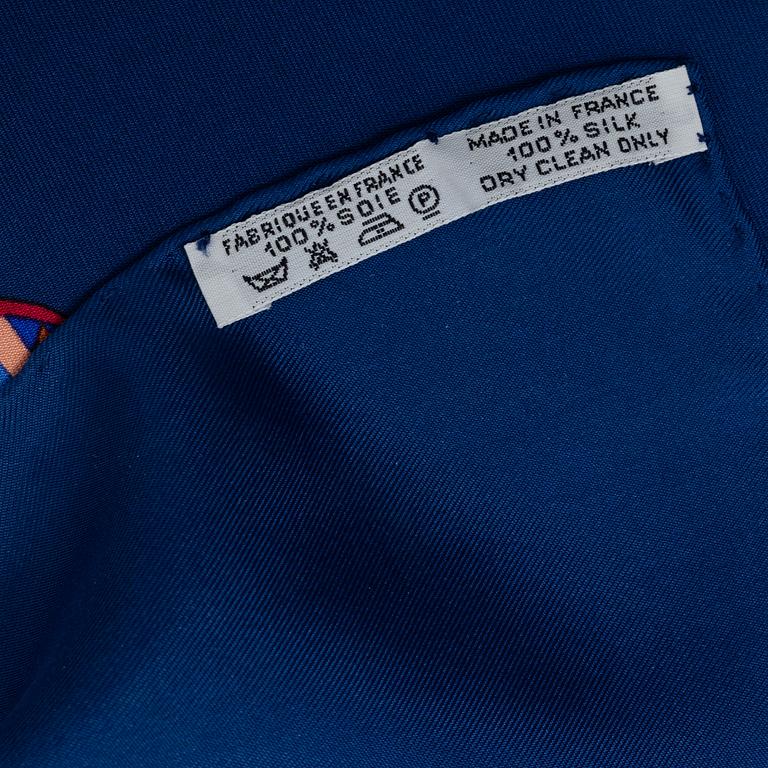 FABRIQUE EN FRANCE
100% SOIE
P
MADE IN FRANCE
100% SILK
DRY CLEAN ONLY